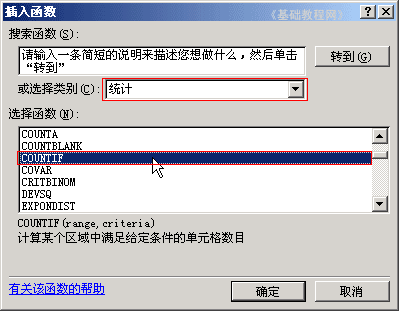 插入函数
《基础教程网》
搜索函数(S):
请输入一条简短的说明来描述您想做什么，然后单击
“转到”
转到(G)
或选择类别(C): 统计
选择函数(N):
COUNTA
COUNTBLANK
COUNTIF
COVAR
CRITBINOM
DEVSQ
EXPONDIST
COUNTIF(range,criteria)
计算某个区域中满足给定条件的单元格数目
有关该函数的帮助
确定
取消